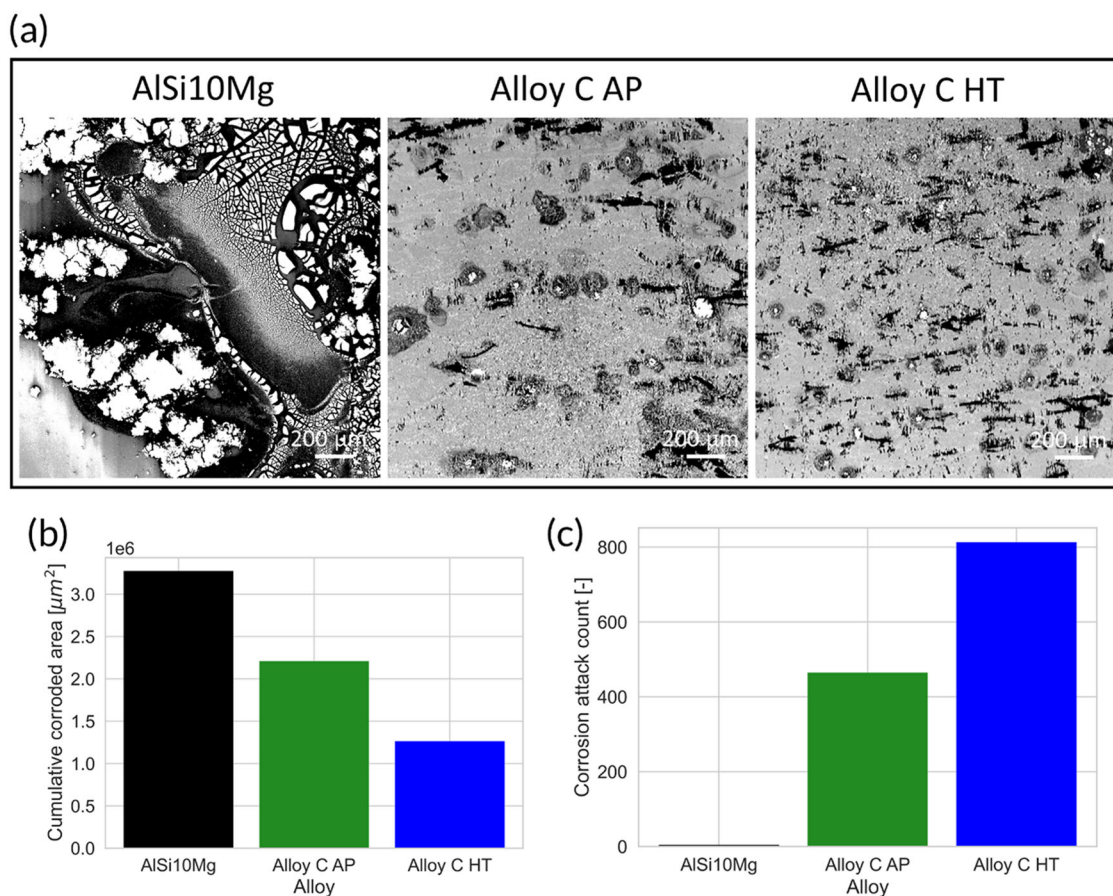 (a)
AlSi10Mg
Alloy C AP
Alloy C HT
200 μm
200 μm
200 μm
(b)
1e6
Cumulative corroded area [μm²]
3.0
2.5
2.0
1.5
1.0
0.5
0.0
AlSi10Mg
Alloy C AP
Alloy C HT
Alloy
(c)
Corrosion attack count [-]
800
600
400
200
0
AlSi10Mg
Alloy C AP
Alloy C HT
Alloy